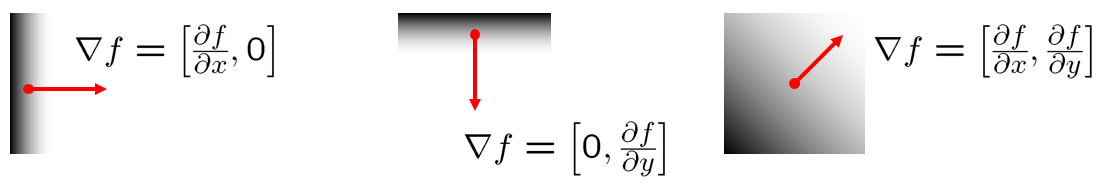 ∇f = [∂f/∂x, 0]
∇f = [0, ∂f/∂y]
∇f = [∂f/∂x, ∂f/∂y]